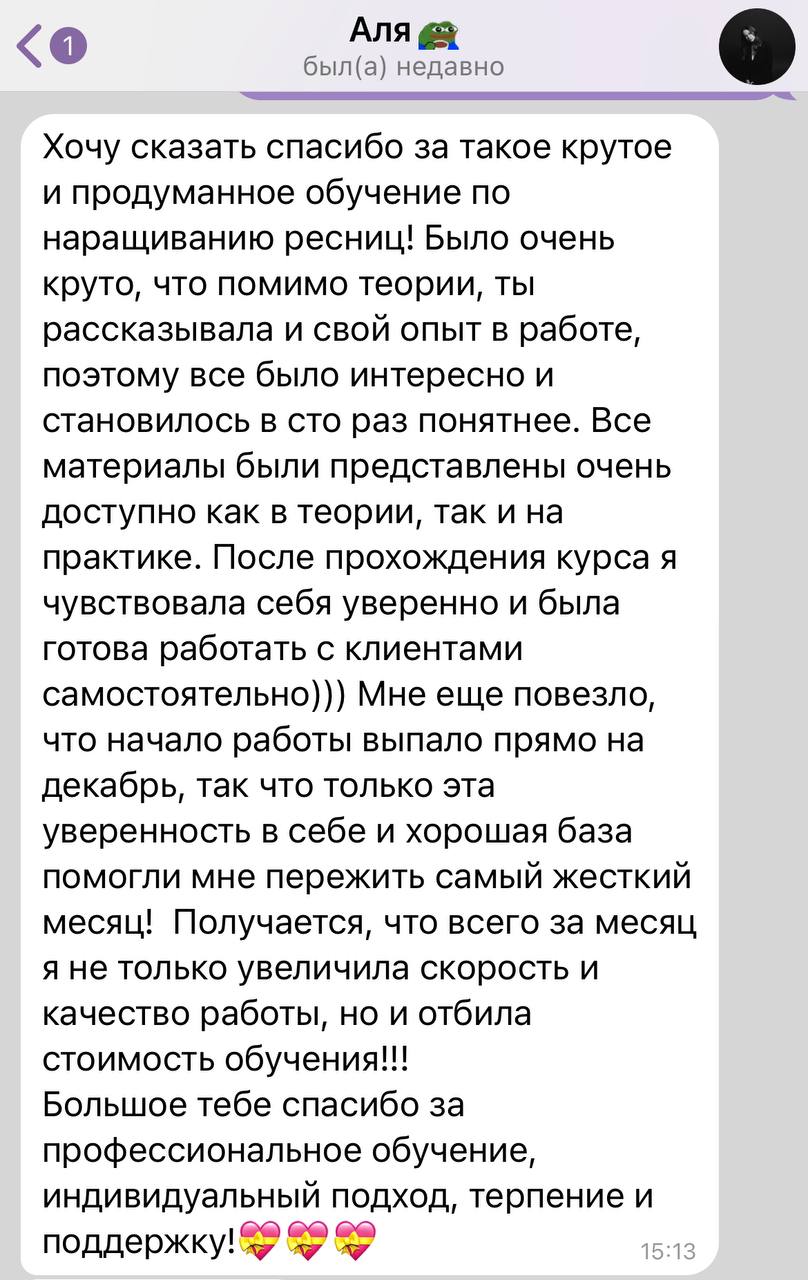 1
Аля 🐸
был(а) недавно
Хочу сказать спасибо за такое крутое
и продуманное обучение по
наращиванию ресниц! Было очень
круто, что помимо теории, ты
рассказывала и свой опыт в работе,
поэтому все было интересно и
становилось в сто раз понятнее. Все
материалы были представлены очень
доступно как в теории, так и на
практике. После прохождения курса я
чувствовала себя уверенно и была
готова работать с клиентами
самостоятельно))) Мне еще повезло,
что начало работы выпало прямо на
декабрь, так что только эта
уверенность в себе и хорошая база
помогли мне пережить самый жесткий
месяц!  Получается, что всего за месяц
я не только увеличила скорость и
качество работы, но и отбила
стоимость обучения!!!
Большое тебе спасибо за
профессиональное обучение,
индивидуальный подход, терпение и
поддержку!💝💝💝
15:13